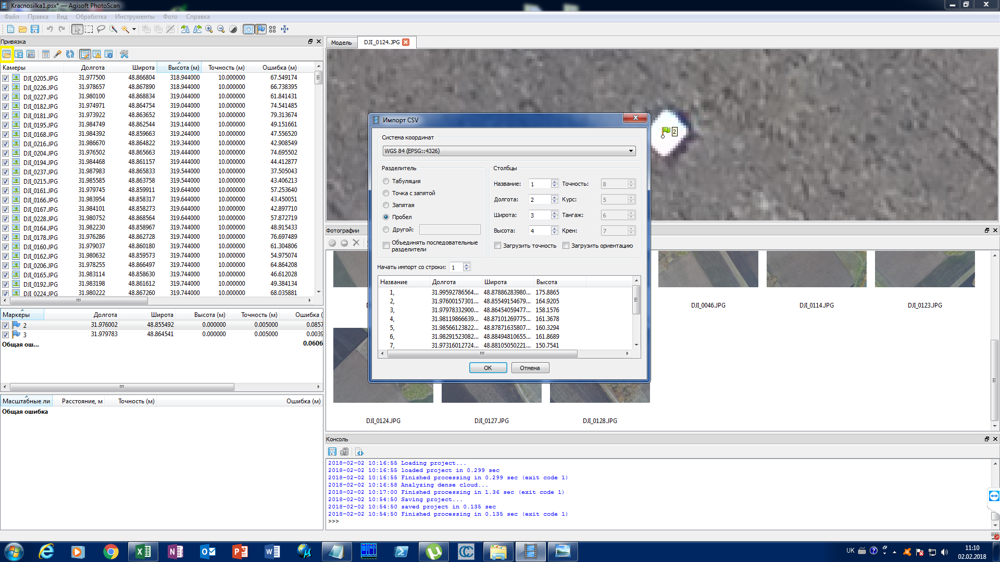 Kracnosilka1.psx* — Agisoft PhotoScan
Файл Правка Вид Обработка Инструменты Фото Справка
Привязка
Камеры Долгота Широта Высота (м) Точность (м) Ошибка (м)
DJI_0205.JPG 31.977500 48.866804 318.944000 10.000000 67.549174
DJI_0226.JPG 31.978657 48.867890 318.944000 10.000000 66.738395
DJI_0227.JPG 31.980100 48.868834 319.044000 10.000000 61.841431
DJI_0182.JPG 31.974971 48.864754 319.044000 10.000000 74.541485
DJI_0181.JPG 31.973922 48.863652 319.044000 10.000000 79.313674
DJI_0195.JPG 31.984749 48.862544 319.144000 10.000000 49.151661
DJI_0168.JPG 31.984392 48.859663 319.244000 10.000000 47.556520
DJI_0216.JPG 31.986670 48.864822 319.344000 10.000000 42.908549
DJI_0204.JPG 31.976502 48.865663 319.444000 10.000000 74.695502
DJI_0194.JPG 31.984468 48.861157 319.444000 10.000000 44.412877
DJI_0237.JPG 31.987983 48.865833 319.544000 10.000000 37.505043
DJI_0215.JPG 31.985585 48.863758 319.544000 10.000000 43.406213
DJI_0161.JPG 31.979745 48.859911 319.644000 10.000000 57.253640
DJI_0166.JPG 31.983954 48.858317 319.644000 10.000000 43.450051
DJI_0167.JPG 31.984101 48.858273 319.644000 10.000000 42.897710
DJI_0228.JPG 31.980752 48.868564 319.644000 10.000000 57.872719
DJI_0164.JPG 31.982230 48.858967 319.744000 10.000000 48.915433
DJI_0178.JPG 31.976286 48.862728 319.744000 10.000000 76.697489
DJI_0160.JPG 31.979037 48.860180 319.744000 10.000000 61.304806
DJI_0162.JPG 31.980632 48.859573 319.744000 10.000000 54.975074
DJI_0206.JPG 31.978255 48.866497 319.744000 10.000000 64.864208
DJI_0165.JPG 31.983114 48.858630 319.744000 10.000000 46.612028
DJI_0192.JPG 31.983198 48.861612 319.744000 10.000000 49.384134
DJI_0224.JPG 31.980222 48.867260 319.744000 10.000000 68.035881
Маркеры Долгота Широта Высота (м) Точность (м) Ошибка (
2 31.976002 48.855492 0.000000 0.005000 0.0857
3 31.979783 48.864541 0.000000 0.005000 0.0039
Общая ош... 0.0606
Масштабные ли Расстояние, м Точность (м) Ошибка (м)
Общая ошибка
Модель DJI_0124.JPG
2
Импорт CSV
Система координат
WGS 84 (EPSG::4326)
Разделитель
Табуляция
Точка с запятой
Запятая
Пробел
Другой:
Объединять последовательные
разделители
Столбцы
Название: 1 Точность: 8
Долгота: 2 Курс: 5
Широта: 3 Тангаж: 6
Высота: 4 Крен: 7
Загрузить точность Загрузить ориентацию
Начать импорт со строки: 1
Название Долгота Широта Высота
1, 31.99592786564... 48.87886283980... 175.8865
2, 31.97600157301... 48.85549154679... 164.9205
3, 31.97978332900... 48.86454059477... 158.1576
4, 31.98119866639... 48.87101269775... 161.3678
5, 31.98566123822... 48.87871635807... 160.3294
6, 31.98291523082... 48.88494810655... 161.8689
7, 31.97316012724... 48.88105050221... 150.7541
OK Отмена
Фотографии
DJI_0046.JPG DJI_0114.JPG DJI_0123.JPG
DJI_0124.JPG DJI_0127.JPG DJI_0128.JPG
Консоль
2018-02-02 10:16:55 Loading project...
2018-02-02 10:16:55 loaded project in 0.299 sec
2018-02-02 10:16:55 Finished processing in 0.299 sec (exit code 1)
2018-02-02 10:16:58 Analyzing dense cloud...
2018-02-02 10:17:00 Finished processing in 1.36 sec (exit code 1)
2018-02-02 10:54:50 Saving project...
2018-02-02 10:54:50 saved project in 0.135 sec
2018-02-02 10:54:50 Finished processing in 0.135 sec (exit code 1)
>>>
UK 11:10
02.02.2018